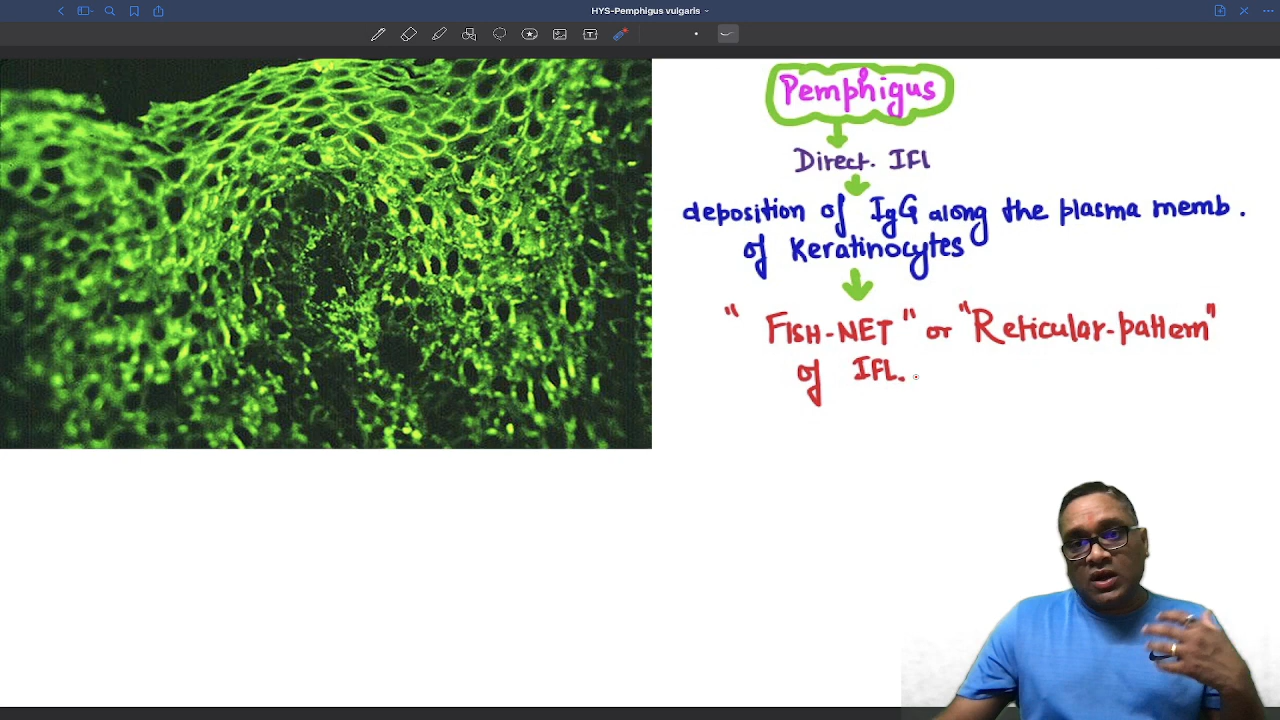 HYS-Pemphigus vulgaris
Pemphigus
Direct. IFL
deposition of IgG along the plasma memb.
of Keratinocytes
"FISH-NET" or "Reticular-pattern"
of IFL.